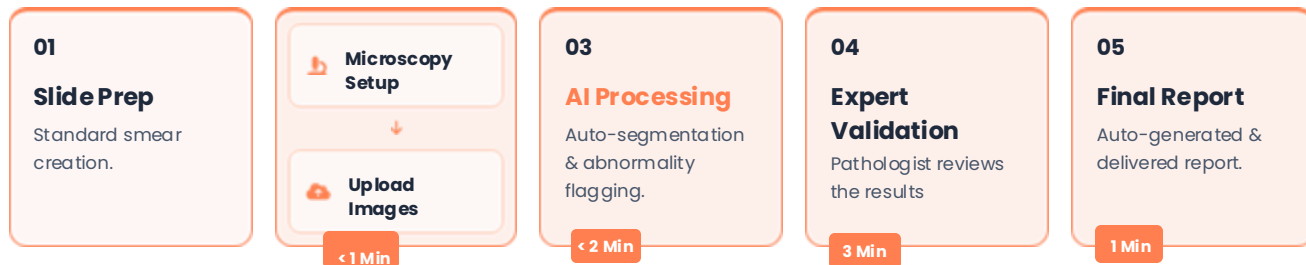 01
Slide Prep
Standard smear
creation.
Microscopy
Setup
Upload
Images
< 1 Min
03
AI Processing
Auto-segmentation
& abnormality
flagging.
< 2 Min
04
Expert
Validation
Pathologist reviews
the results
3 Min
05
Final Report
Auto-generated &
delivered report.
1 Min